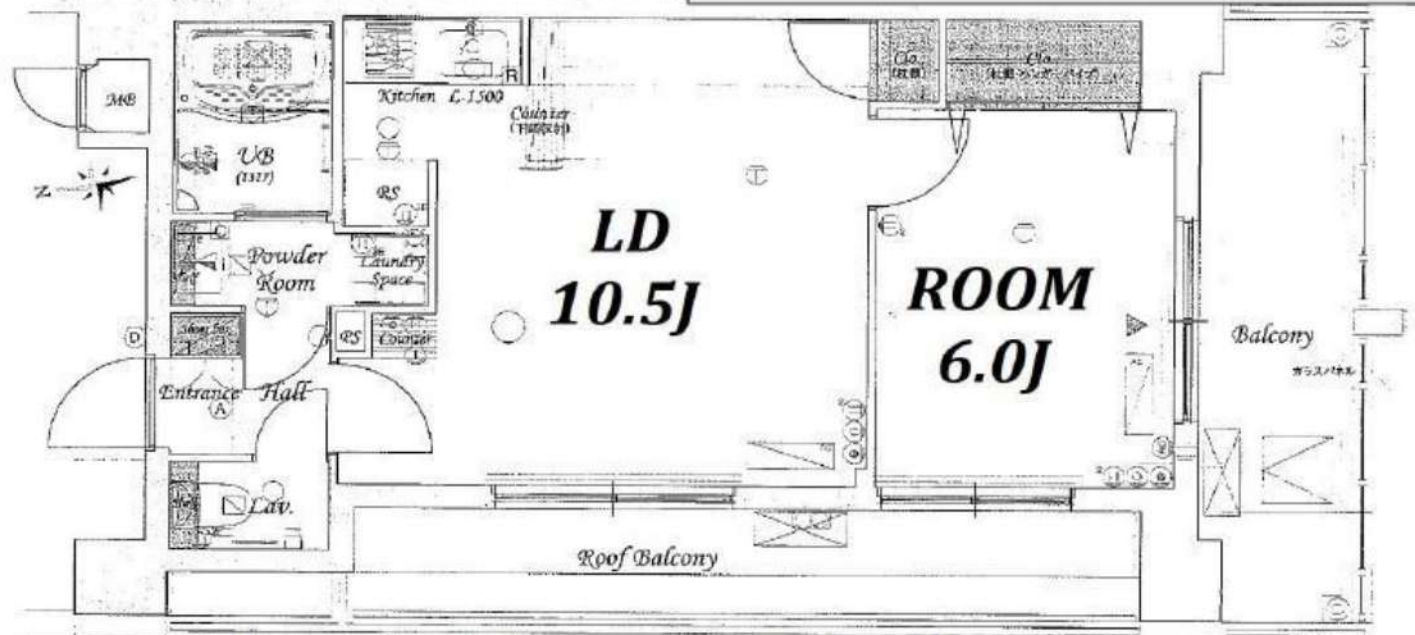 MB
UB
(1317)
Kitchen L-1500
R
Counter
PS
Clo
Clo
N
LD
10.5J
ROOM
6.0J
Powder
Room
Laundry
Space
PS
Counter
D
Entrance
A
Hall
Lav.
Balcony
ガラスパネル
Roof Balcony